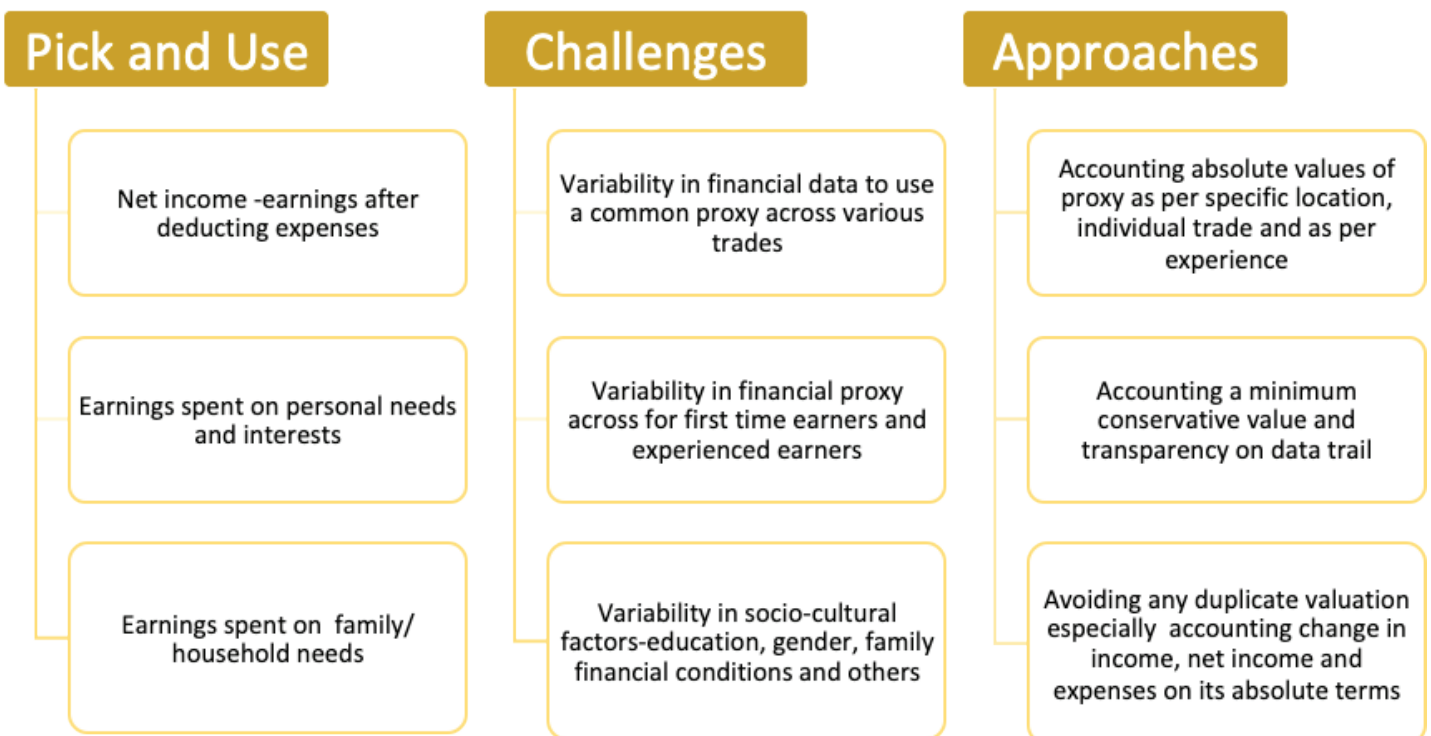 Pick and Use
Net income -earnings after
deducting expenses
Earnings spent on personal needs
and interests
Earnings spent on  family/
household needs
Challenges
Variability in financial data to use
a common proxy across various
trades
Variability in financial proxy
across for first time earners and
experienced earners
Variability in socio-cultural
factors-education, gender, family
financial conditions and others
Approaches
Accounting absolute values of
proxy as per specific location,
individual trade and as per
experience
Accounting a minimum
conservative value and
transparency on data trail
Avoiding any duplicate valuation
especially  accounting change in
income, net income and
expenses on its absolute terms